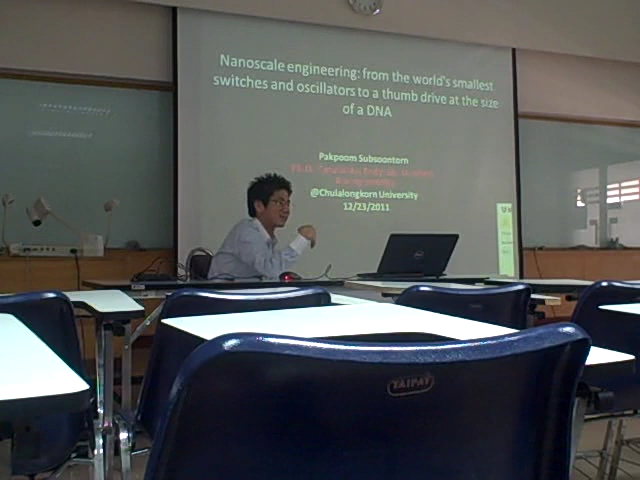 Nanoscale engineering: from the world's smallest
switches and oscillators to a thumb drive at the size
of a DNA
Pakpoom Subsoontorn
@Chulalongkorn University
12/23/2011
DELL
TAIPAT